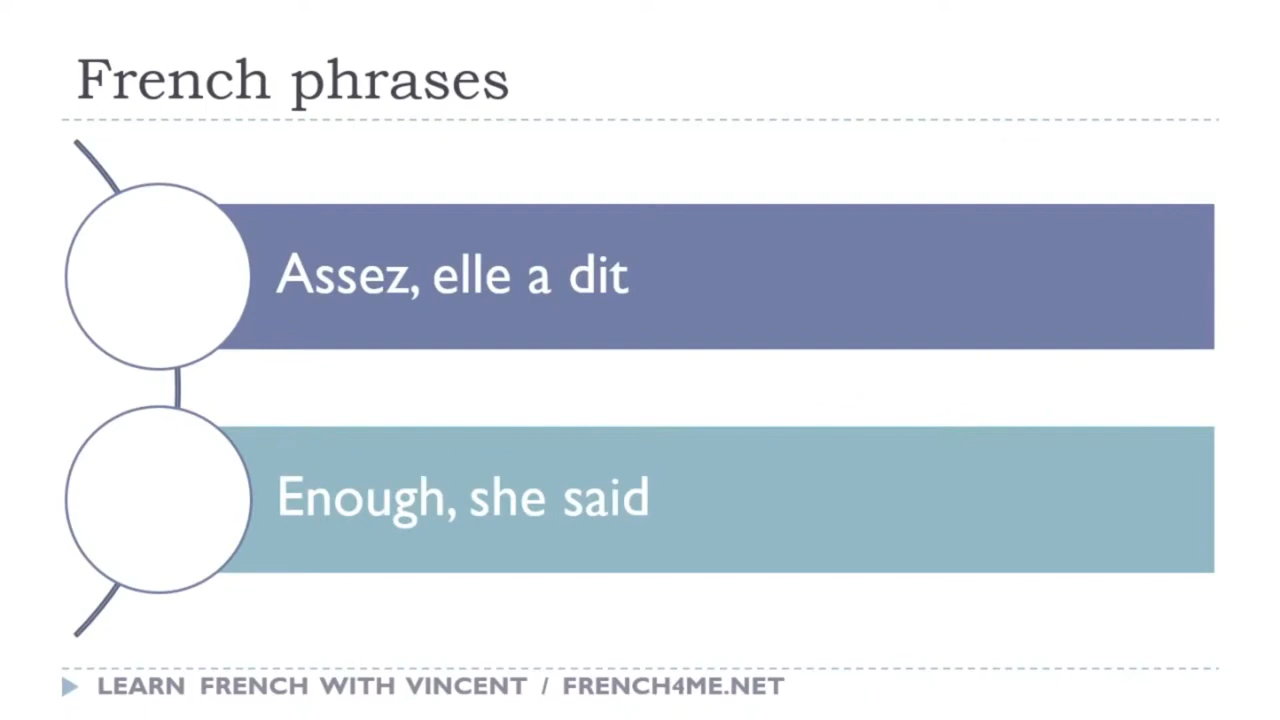 French phrases
Assez, elle a dit
Enough, she said
LEARN FRENCH WITH VINCENT / FRENCH4ME.NET